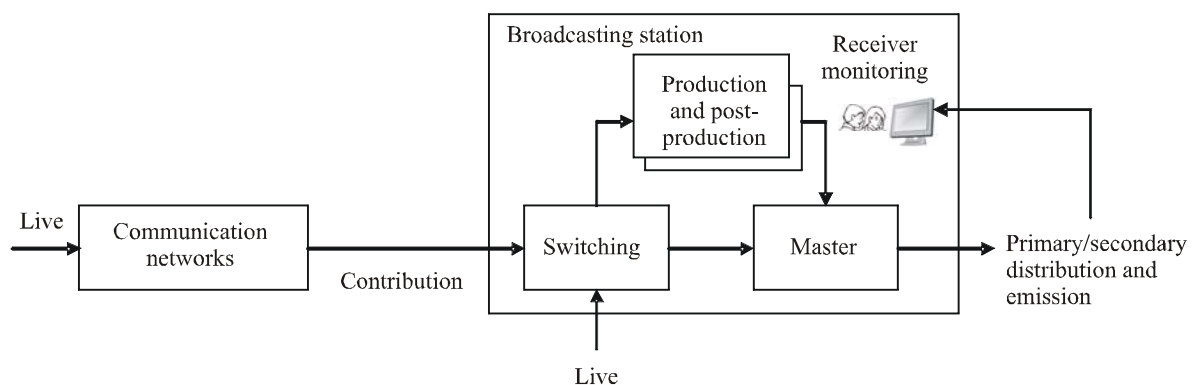 Broadcasting station
Receiver
monitoring
Production
and post-
production
Live
Communication
networks
Contribution
Switching
Master
Primary/secondary
distribution and
emission
Live